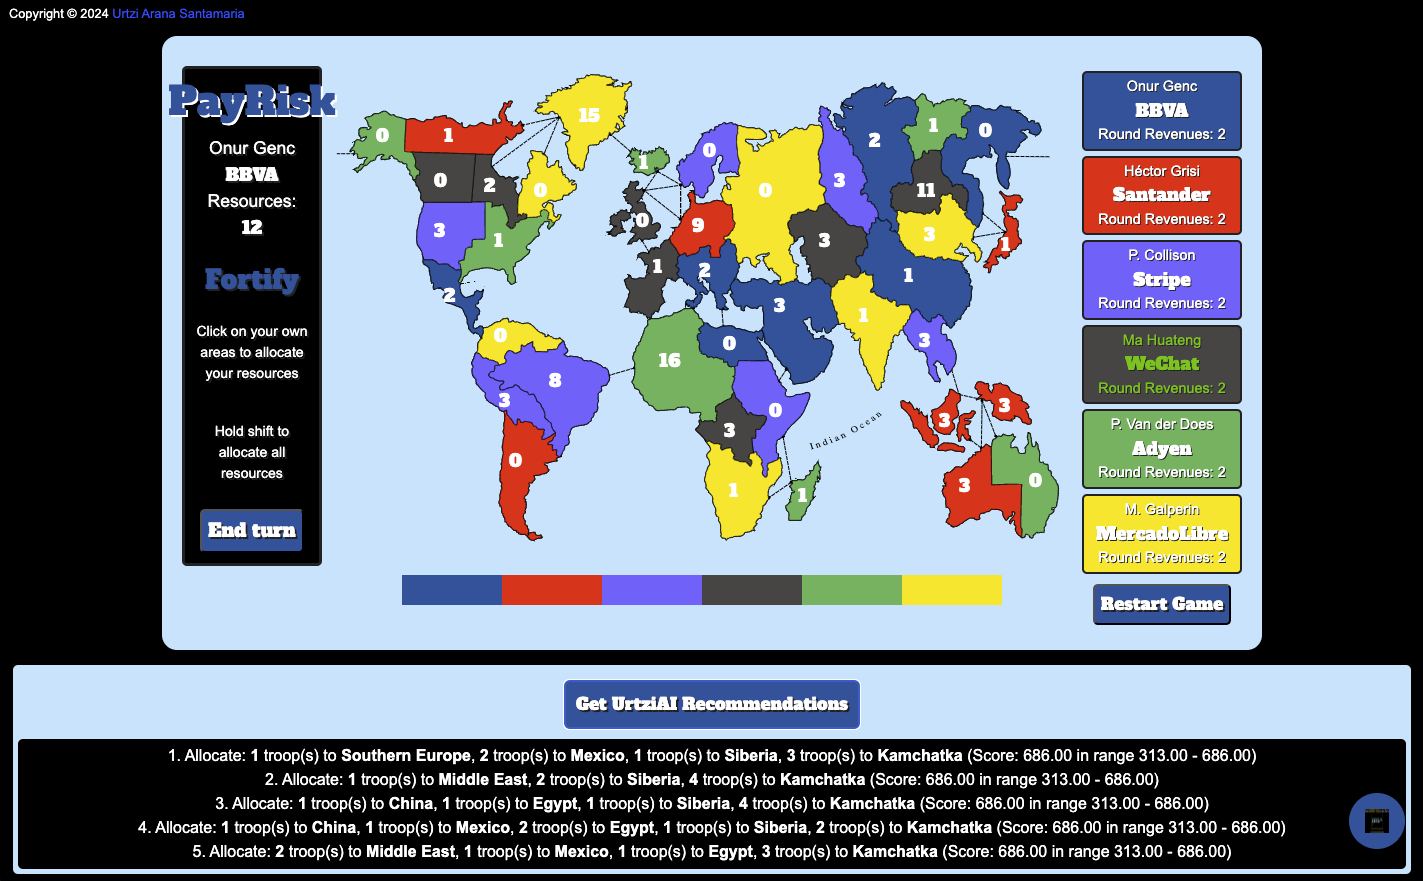 Copyright © 2024 Urtzi Arana Santamaria
PayRisk
Onur Genc
BBVA
Resources:
12
Fortify
Click on your own
areas to allocate
your resources
Hold shift to
allocate all
resources
End turn
0
1
15
1
0
2
0
3
1
2
0
8
3
0
0
0
9
1
2
0
3
2
1
0
11
3
1
3
1
3
1
3
16
0
0
3
1
1
Indian Ocean
3
3
3
0
Onur Genc
BBVA
Round Revenues: 2
Héctor Grisi
Santander
Round Revenues: 2
P. Collison
Stripe
Round Revenues: 2
Ma Huateng
WeChat
Round Revenues: 2
P. Van der Does
Adyen
Round Revenues: 2
M. Galperin
MercadoLibre
Round Revenues: 2
Restart Game
Get UrtziAI Recommendations
1. Allocate: 1 troop(s) to Southern Europe, 2 troop(s) to Mexico, 1 troop(s) to Siberia, 3 troop(s) to Kamchatka (Score: 686.00 in range 313.00 - 686.00)
2. Allocate: 1 troop(s) to Middle East, 2 troop(s) to Siberia, 4 troop(s) to Kamchatka (Score: 686.00 in range 313.00 - 686.00)
3. Allocate: 1 troop(s) to China, 1 troop(s) to Egypt, 1 troop(s) to Siberia, 4 troop(s) to Kamchatka (Score: 686.00 in range 313.00 - 686.00)
4. Allocate: 1 troop(s) to China, 1 troop(s) to Mexico, 2 troop(s) to Egypt, 1 troop(s) to Siberia, 2 troop(s) to Kamchatka (Score: 686.00 in range 313.00 - 686.00)
5. Allocate: 2 troop(s) to Middle East, 1 troop(s) to Mexico, 1 troop(s) to Egypt, 3 troop(s) to Kamchatka (Score: 686.00 in range 313.00 - 686.00)